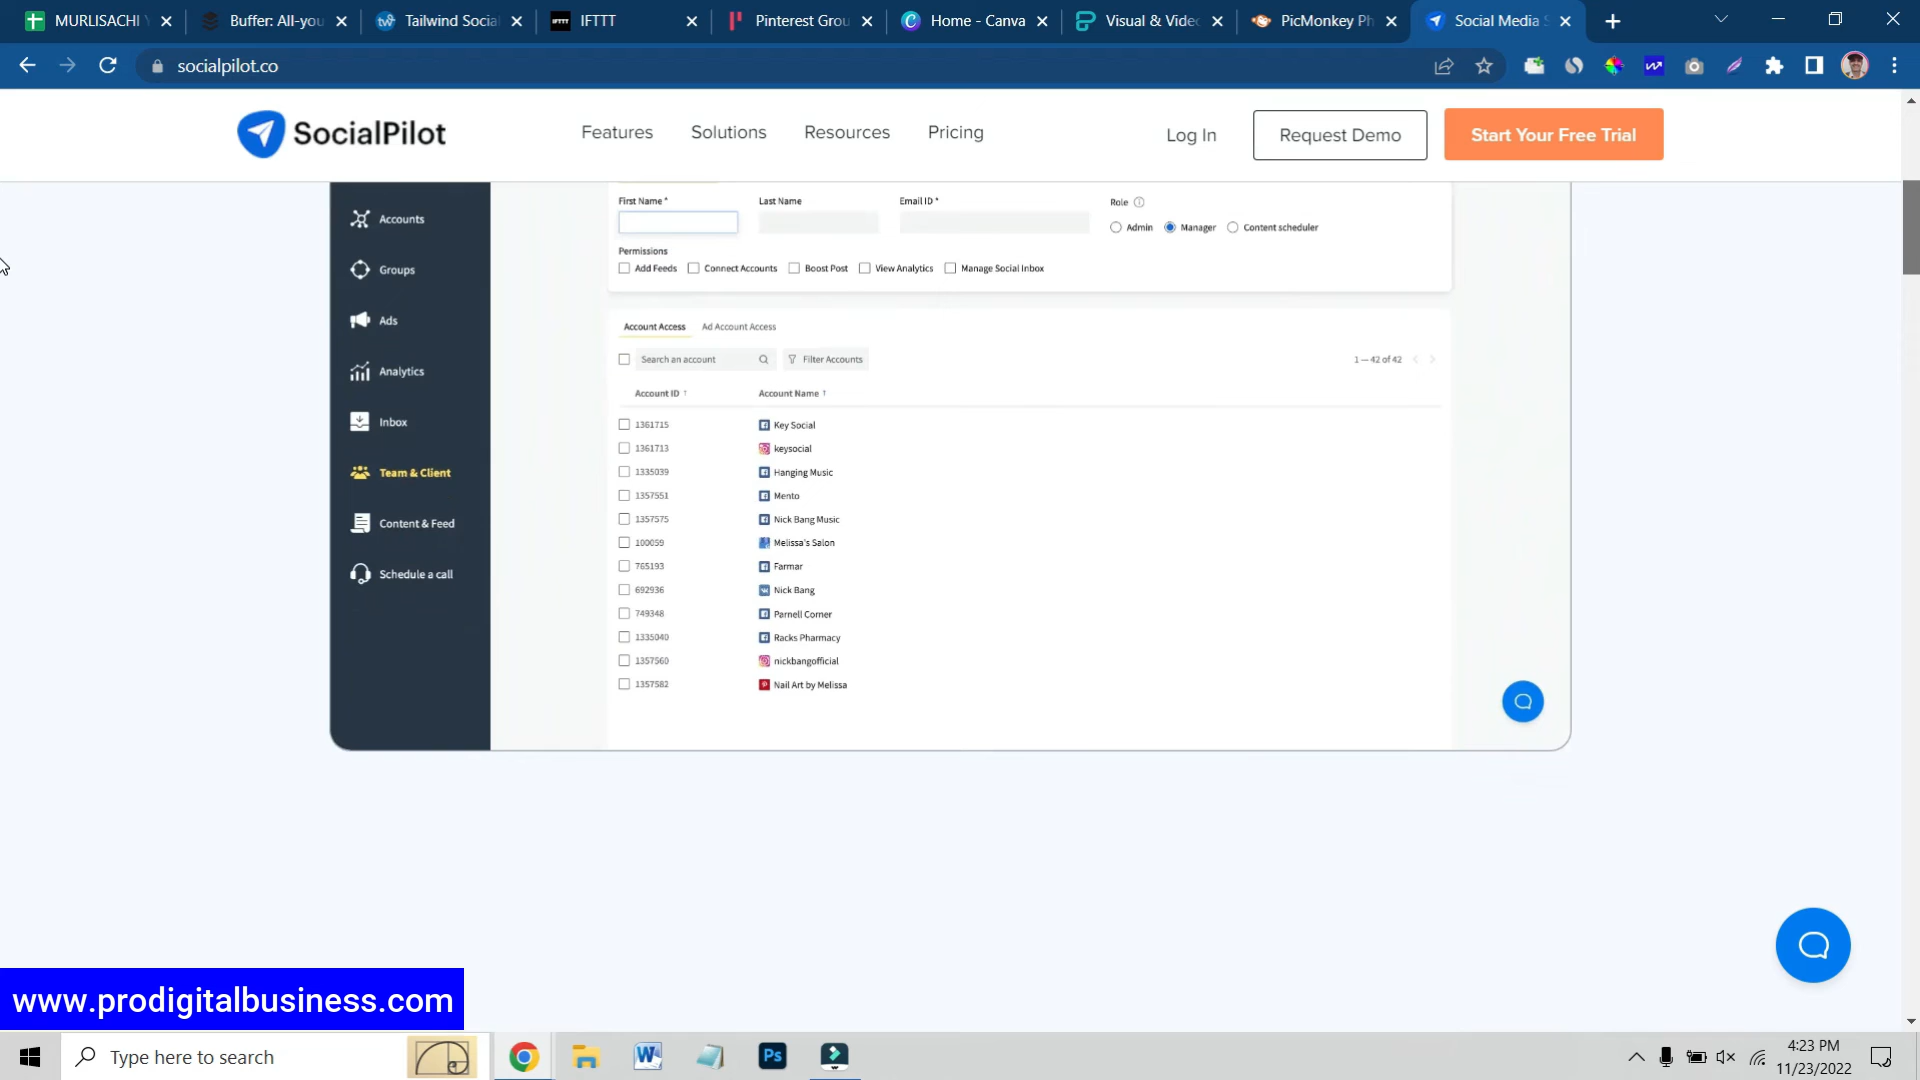 MURLISACHI
Buffer: All-you
Tailwind Social
IFTTT
Pinterest Grou
Home - Canva
Visual & Video
PicMonkey Ph
Social Media S
socialpilot.co
SocialPilot
Features
Solutions
Resources
Pricing
Log In
Request Demo
Start Your Free Trial
First Name *
Last Name
Email ID *
Role
Admin
Manager
Content scheduler
Permissions
Add Feeds
Connect Accounts
Boost Post
View Analytics
Manage Social Inbox
Accounts
Groups
Ads
Analytics
Inbox
Team & Client
Content & Feed
Schedule a call
Account Access
Ad Account Access
Search an account
Filter Accounts
1 — 42 of 42
Account ID ↑
Account Name ↑
1361715 Key Social
1361713 keysocial
1335039 Hanging Music
1357551 Mento
1357575 Nick Bang Music
100059 Melissa's Salon
765193 Farmar
692936 Nick Bang
749348 Parnell Corner
1335040 Racks Pharmacy
1357560 nickbangofficial
1357582 Nail Art by Melissa
www.prodigitalbusiness.com
Type here to search
Ps
4:23 PM
11/23/2022